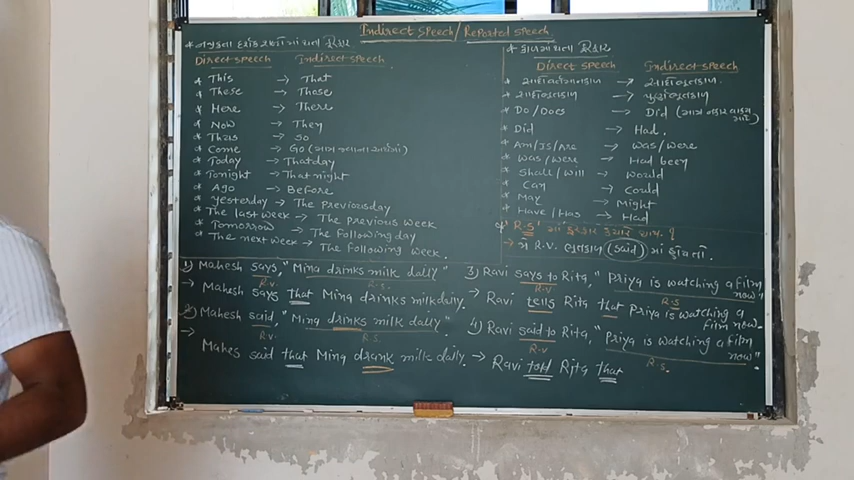 Indirect Speech/Reported speech
Direct speech Indirect speech
* This → That
* These → Those
* Here → There
* Now → They
* Thus → So
* Come → Go
* Today → Thatday
* Tonight → That night
* Ago → Before
* Yesterday → The previousday
* The last week → The previous week
* Tomorrow → The following day
* The next week → The following week.
Direct speech Indirect speech
* Do/Does → Did
* Did → Had.
* Am/Is/Are → Was/Were
* Was/Were → Had been
* Shall/Will → Would
* Can → Could
* May → Might
* Have/Has → Had
'R.S'
→ R.V. (said)
1) Mahesh says, "Mina drinks milk daily."
R.V. R.S.
→ Mahesh says that Mina drinks milk daily.
2) Mahesh said, "Mina drinks milk daily."
R.V. R.S.
→ Mahes said that Mina drank milk daily.
3) Ravi says to Rita, "Priya is watching a film now."
R.V R.S
→ Ravi tells Rita that Priya is watching a film now.
4) Ravi said to Rita, "Priya is watching a film now."
R.V R.S.
→ Ravi told Rita that